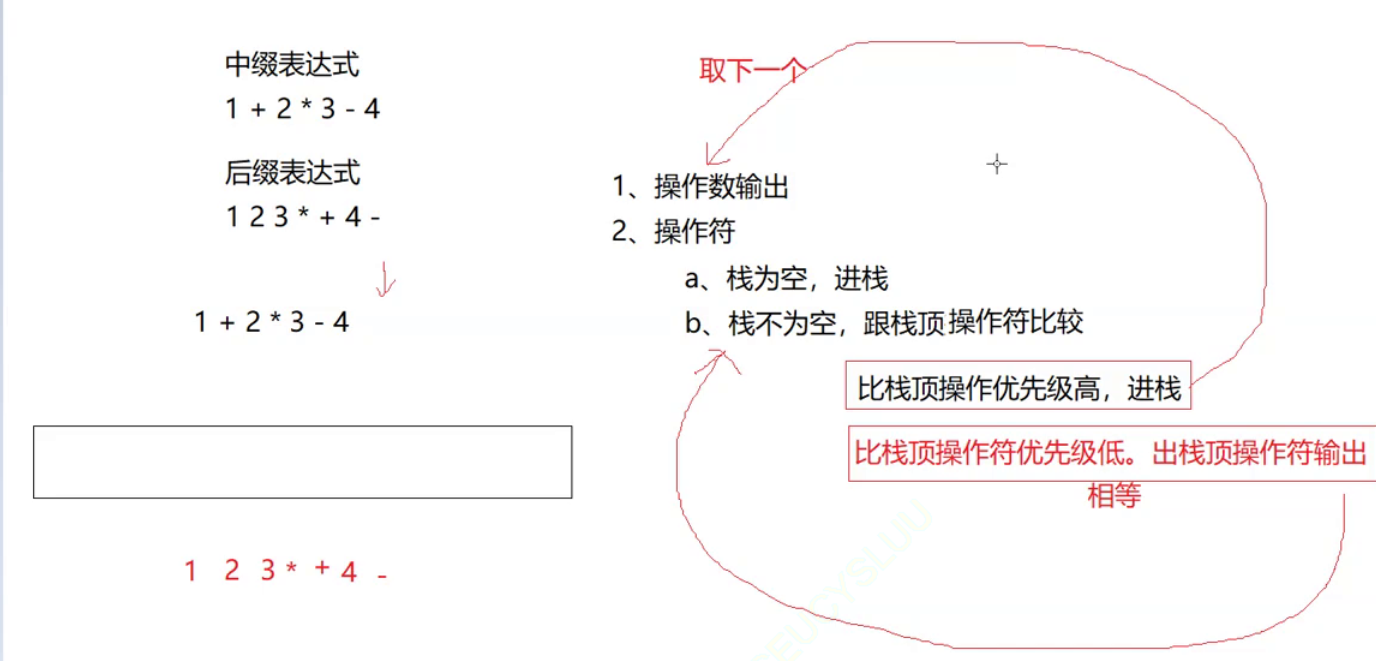 中缀表达式
1 + 2 * 3 - 4
后缀表达式
1 2 3 * + 4 -
1 + 2 * 3 - 4
1 2 3 * + 4 -
取下一个
1、操作数输出
2、操作符
a、栈为空，进栈
b、栈不为空，跟栈顶操作符比较
比栈顶操作优先级高，进栈
比栈顶操作符优先级低。出栈顶操作符输出
相等